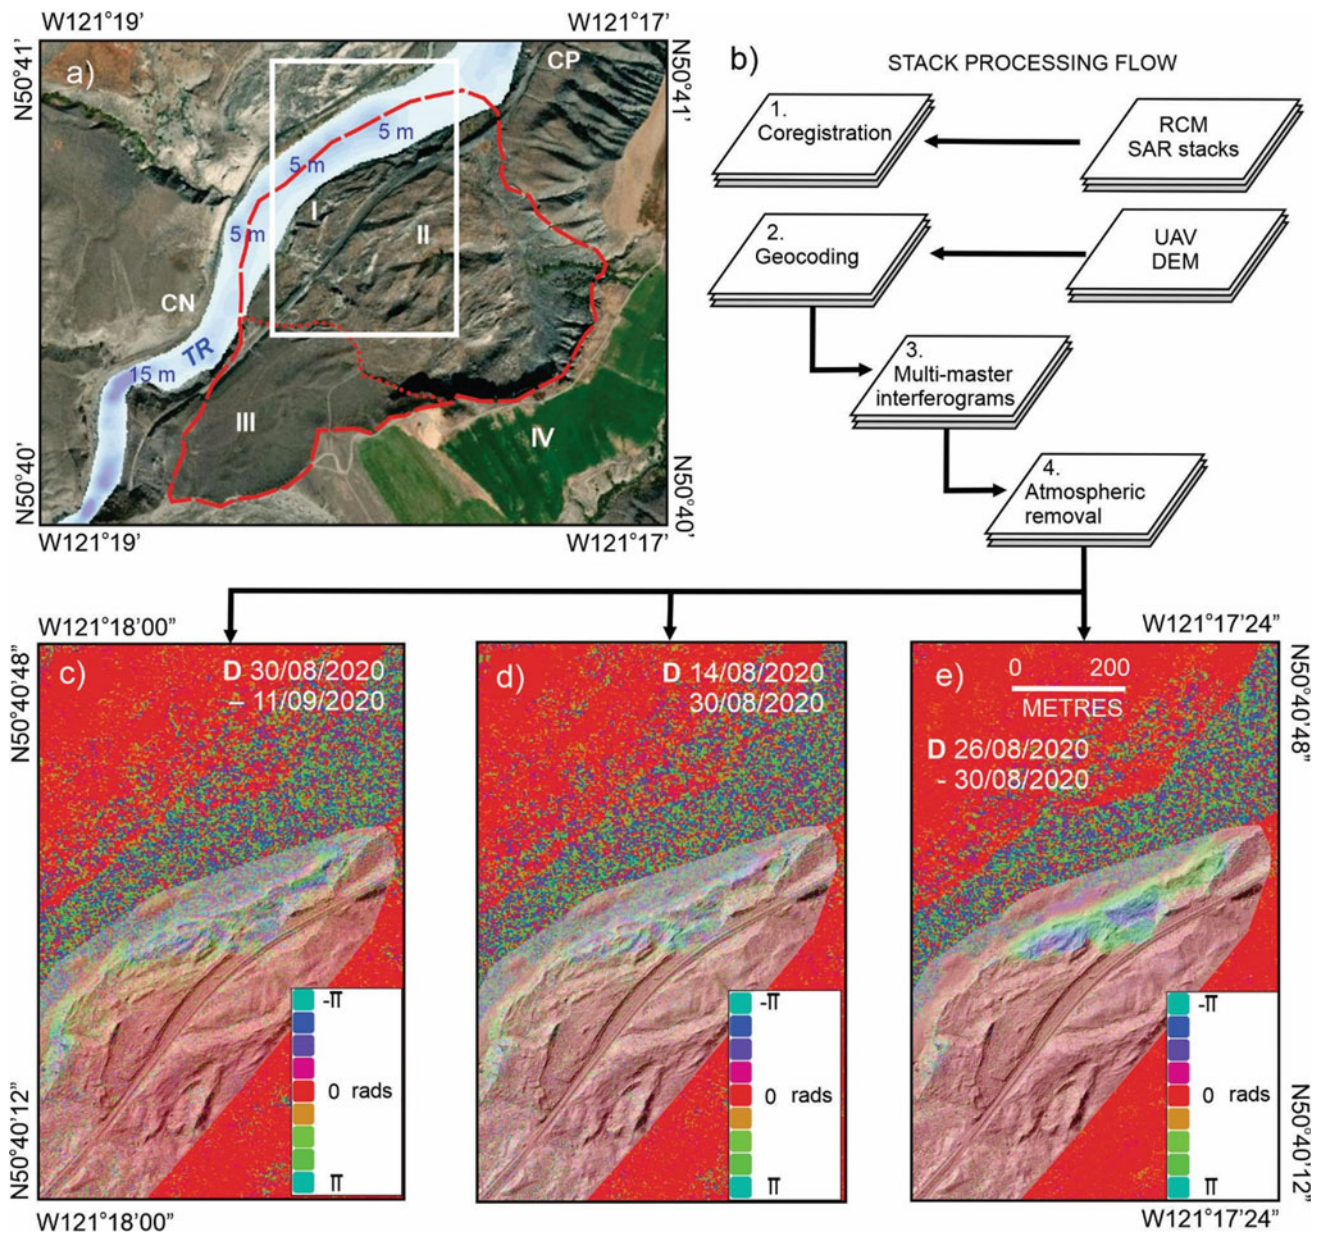 W121°19’
W121°17’
N50°41’
N50°41’
a)
CP
5 m
5 m
I
5 m
II
CN
TR
15 m
III
IV
N50°40’
N50°40’
W121°19’
W121°17’
b)
STACK PROCESSING FLOW
1.
Coregistration
RCM
SAR stacks
2.
Geocoding
UAV
DEM
3.
Multi-master
interferograms
4.
Atmospheric
removal
W121°18’00”
W121°17’24”
N50°40’48”
N50°40’48”
c)
D 30/08/2020
– 11/09/2020
-π
0 rads
π
d)
D 14/08/2020
30/08/2020
-π
0 rads
π
e)
0 200
METRES
D 26/08/2020
- 30/08/2020
-π
0 rads
π
N50°40’12”
N50°40’12”
W121°18’00”
W121°17’24”